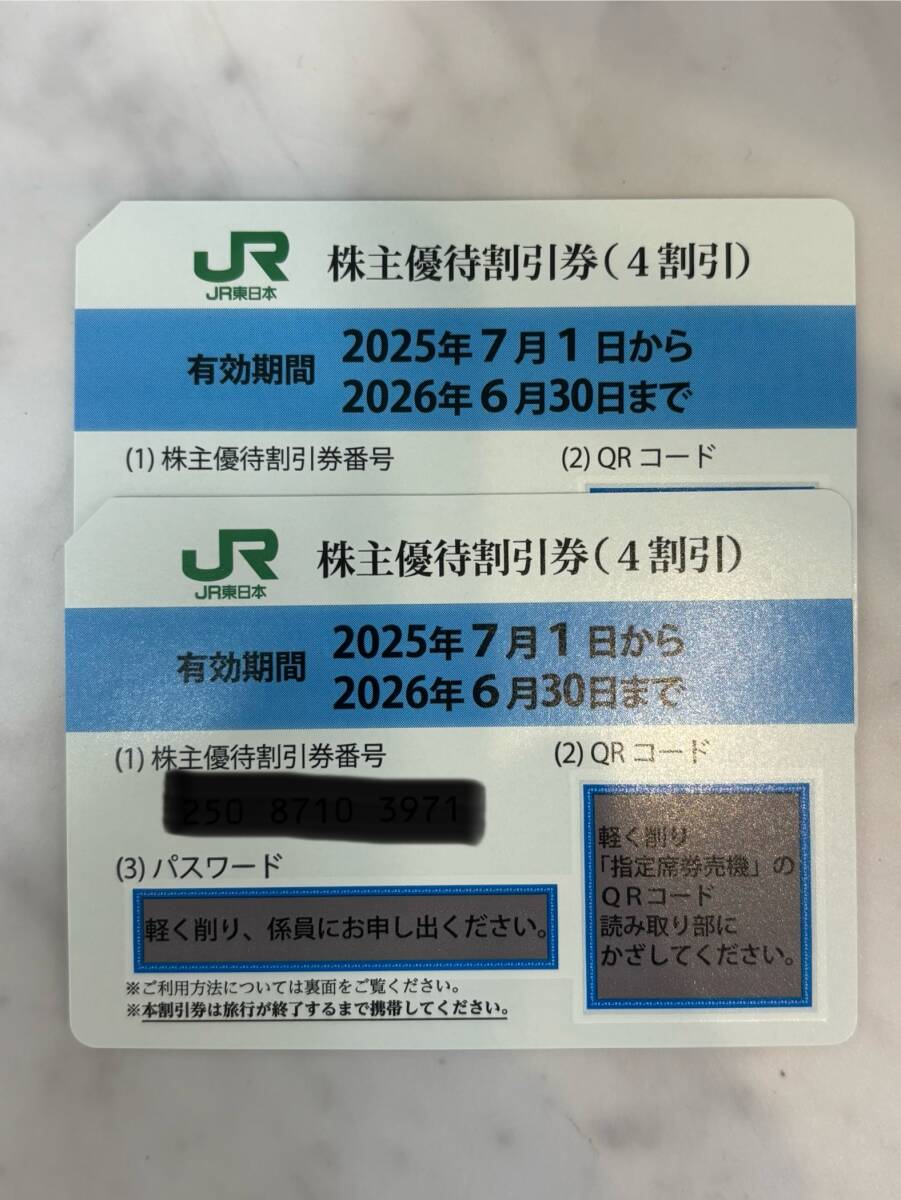 JR 株主優待割引券(4割引)
JR東日本
有効期間 2025年7月1日から
2026年6月30日まで
(1) 株主優待割引券番号 (2) QRコード
JR 株主優待割引券(4割引)
JR東日本
有効期間 2025年7月1日から
2026年6月30日まで
(1) 株主優待割引券番号 (2) QRコード
(3) パスワード
軽く削り、係員にお申し出ください。
軽く削り
「指定席券売機」の
QRコード
読み取り部に
かざしてください。
※ご利用方法については裏面をご覧ください。
※本割引券は旅行が終了するまで携帯してください。